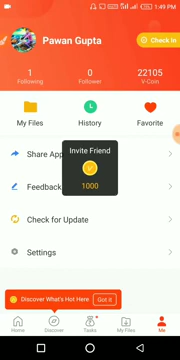 1:49 PM
Pawan Gupta
Check in
1
0
22105
Following
Follower
V-Coin
My Files
History
Favorite
Invite Friend
1000
Share App
Feedback
Check for Update
Settings
Discover What's Hot Here
Got it
Home
Discover
Tasks
My Files
Me